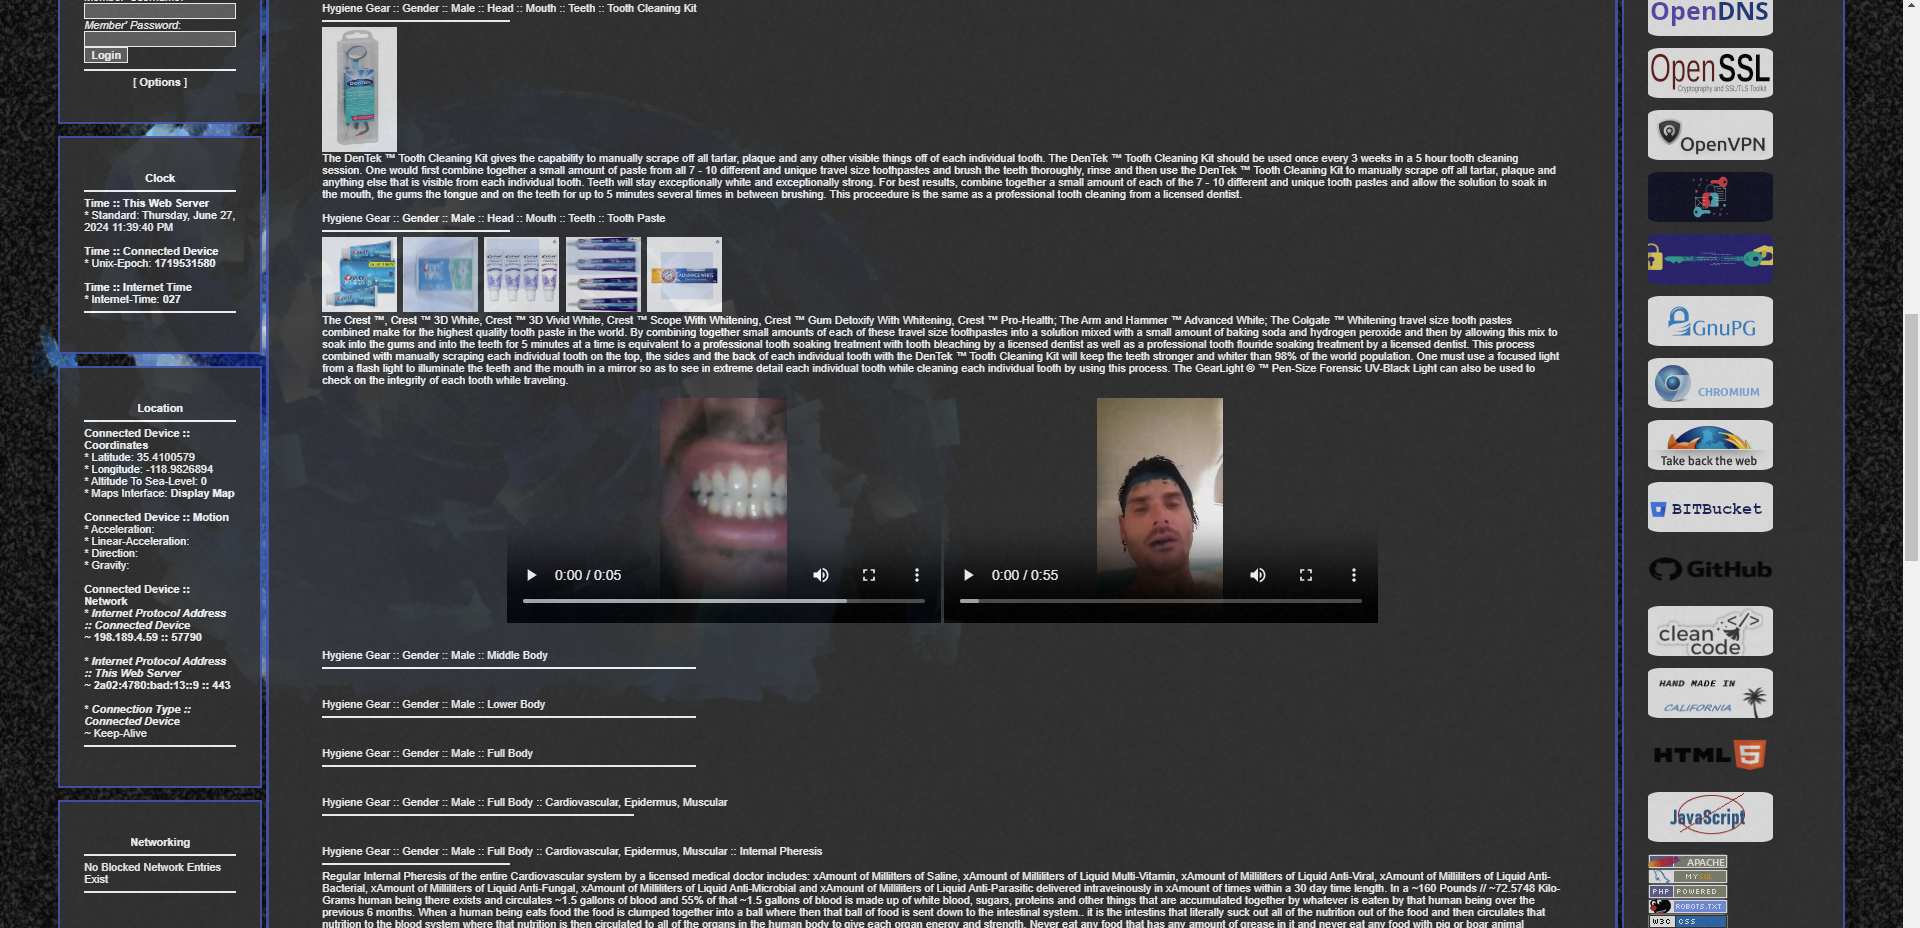 Member' Password:
Login
[ Options ]
Clock
Time :: This Web Server
* Standard: Thursday, June 27,
2024 11:39:40 PM
Time :: Connected Device
* Unix-Epoch: 1719531580
Time :: Internet Time
* Internet-Time: 027
Location
Connected Device ::
Coordinates
* Latitude: 35.4100579
* Longitude: -118.9826894
* Altitude To Sea-Level: 0
* Maps Interface: Display Map
Connected Device :: Motion
* Acceleration:
* Linear-Acceleration:
* Direction:
* Gravity:
Connected Device ::
Network
* Internet Protocol Address
:: Connected Device
~ 198.189.4.59 :: 57790
* Internet Protocol Address
:: This Web Server
~ 2a02:4780:bad:13::9 :: 443
* Connection Type ::
Connected Device
~ Keep-Alive
Networking
No Blocked Network Entries
Exist
Hygiene Gear :: Gender :: Male :: Head :: Mouth :: Teeth :: Tooth Cleaning Kit
The DenTek ™ Tooth Cleaning Kit gives the capability to manually scrape off all tartar, plaque and any other visible things off of each individual tooth. The DenTek ™ Tooth Cleaning Kit should be used once every 3 weeks in a 5 hour tooth cleaning
session. One would first combine together a small amount of paste from all 7 - 10 different and unique travel size toothpastes and brush the teeth thoroughly, rinse and then use the DenTek ™ Tooth Cleaning Kit to manually scrape off all tartar, plaque and
anything else that is visible from each individual tooth. Teeth will stay exceptionally white and exceptionally strong. For best results, combine together a small amount of each of the 7 - 10 different and unique tooth pastes and allow the solution to soak in
the mouth, the gums the tongue and on the teeth for up to 5 minutes several times in between brushing. This proceedure is the same as a professional tooth cleaning from a licensed dentist.
Hygiene Gear :: Gender :: Male :: Head :: Mouth :: Teeth :: Tooth Paste
ADVANCE WHITE
The Crest ™, Crest ™ 3D White, Crest ™ 3D Vivid White, Crest ™ Scope With Whitening, Crest ™ Gum Detoxify With Whitening, Crest ™ Pro-Health; The Arm and Hammer ™ Advanced White; The Colgate ™ Whitening travel size tooth pastes
combined make for the highest quality tooth paste in the world. By combining together small amounts of each of these travel size toothpastes into a solution mixed with a small amount of baking soda and hydrogen peroxide and then by allowing this mix to
soak into the gums and into the teeth for 5 minutes at a time is equivalent to a professional tooth soaking treatment with tooth bleaching by a licensed dentist as well as a professional tooth flouride soaking treatment by a licensed dentist. This process
combined with manually scraping each individual tooth on the top, the sides and the back of each individual tooth with the DenTek ™ Tooth Cleaning Kit will keep the teeth stronger and whiter than 98% of the world population. One must use a focused light
from a flash light to illuminate the teeth and the mouth in a mirror so as to see in extreme detail each individual tooth while cleaning each individual tooth by using this process. The GearLight ® ™ Pen-Size Forensic UV-Black Light can also be used to
check on the integrity of each tooth while traveling.
0:00 / 0:05
0:00 / 0:55
Hygiene Gear :: Gender :: Male :: Middle Body
Hygiene Gear :: Gender :: Male :: Lower Body
Hygiene Gear :: Gender :: Male :: Full Body
Hygiene Gear :: Gender :: Male :: Full Body :: Cardiovascular, Epidermus, Muscular
Hygiene Gear :: Gender :: Male :: Full Body :: Cardiovascular, Epidermus, Muscular :: Internal Pheresis
Regular Internal Pheresis of the entire Cardiovascular system by a licensed medical doctor includes: xAmount of Milliliters of Saline, xAmount of Milliliters of Liquid Multi-Vitamin, xAmount of Milliliters of Liquid Anti-Viral, xAmount of Milliliters of Liquid Anti-
Bacterial, xAmount of Milliliters of Liquid Anti-Fungal, xAmount of Milliliters of Liquid Anti-Microbial and xAmount of Milliliters of Liquid Anti-Parasitic delivered intraveinously in xAmount of times within a 30 day time length. In a ~160 Pounds // ~72.5748 Kilo-
Grams human being there exists and circulates ~1.5 gallons of blood and 55% of that ~1.5 gallons of blood is made up of white blood, sugars, proteins and other things that are accumulated together by whatever is eaten by that human being over the
previous 6 months. When a human being eats food the food is clumped together into a ball where then that ball of food is sent down to the intestinal system.. it is the intestins that literally suck out all of the nutrition out of the food and then circulates that
nutrition to the blood system where that nutrition is then circulated to all of the organs in the human body to give each organ energy and strength. Never eat any food that has any amount of grease in it and never eat any food with pig or boar animal
OpenDNS
OpenSSL
Cryptography and SSL/TLS Toolkit
OpenVPN
GnuPG
CHROMIUM
Take back the web
BITBucket
GitHub
clean
code
HAND MADE IN
CALIFORNIA
HTML 5
JavaScript
APACHE
MYSQL
PHP POWERED
ROBOTS.TXT
W3C CSS